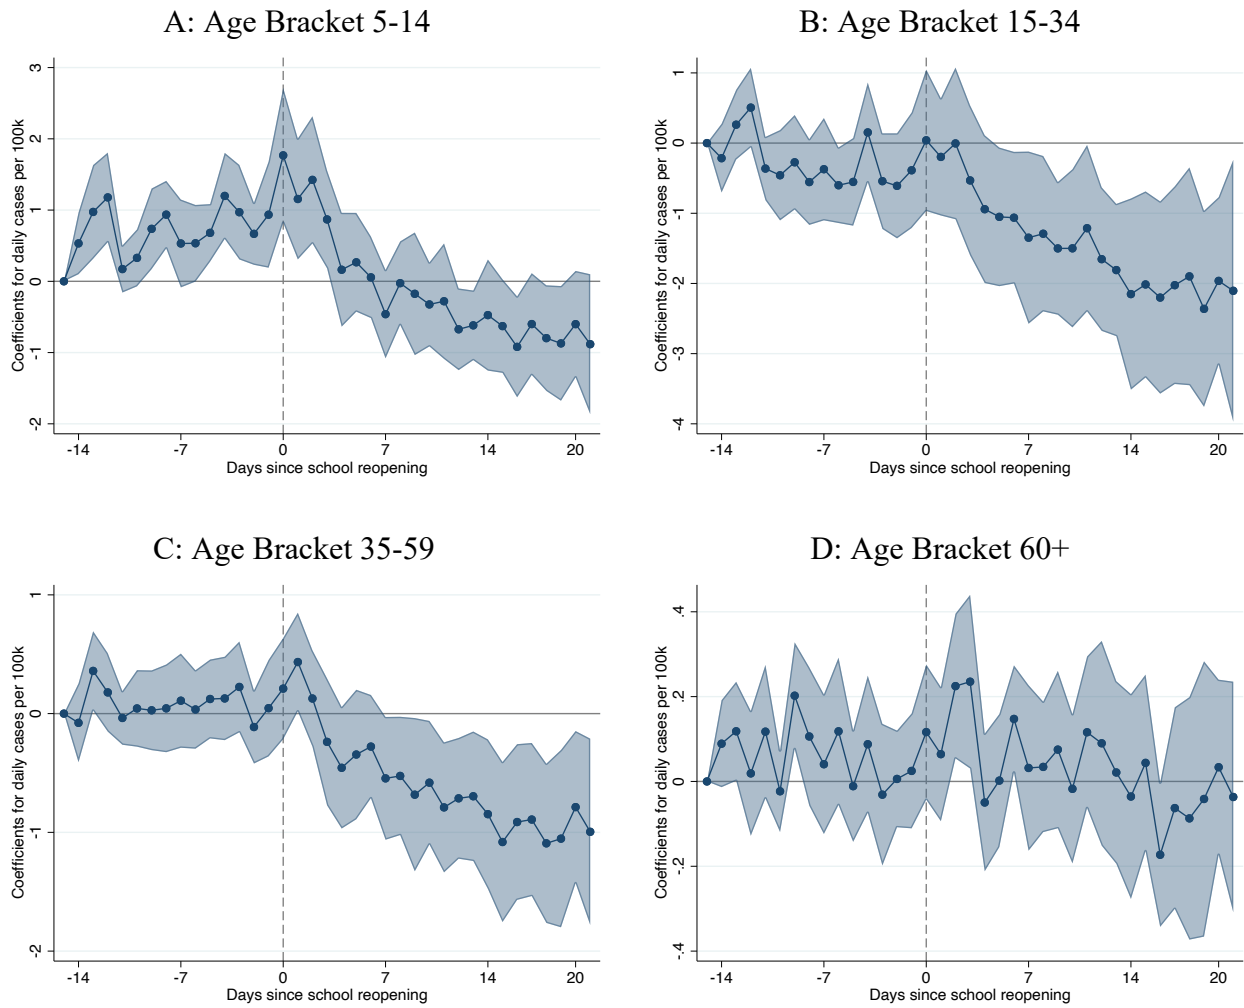 A: Age Bracket 5-14
Coefficients for daily cases per 100k
3
2
1
0
-1
-2
-14 -7 0 7 14 20
Days since school reopening
B: Age Bracket 15-34
Coefficients for daily cases per 100k
1
0
-1
-2
-3
-4
-14 -7 0 7 14 20
Days since school reopening
C: Age Bracket 35-59
Coefficients for daily cases per 100k
1
0
-1
-2
-14 -7 0 7 14 20
Days since school reopening
D: Age Bracket 60+
Coefficients for daily cases per 100k
.4
.2
0
-.2
-.4
-14 -7 0 7 14 20
Days since school reopening